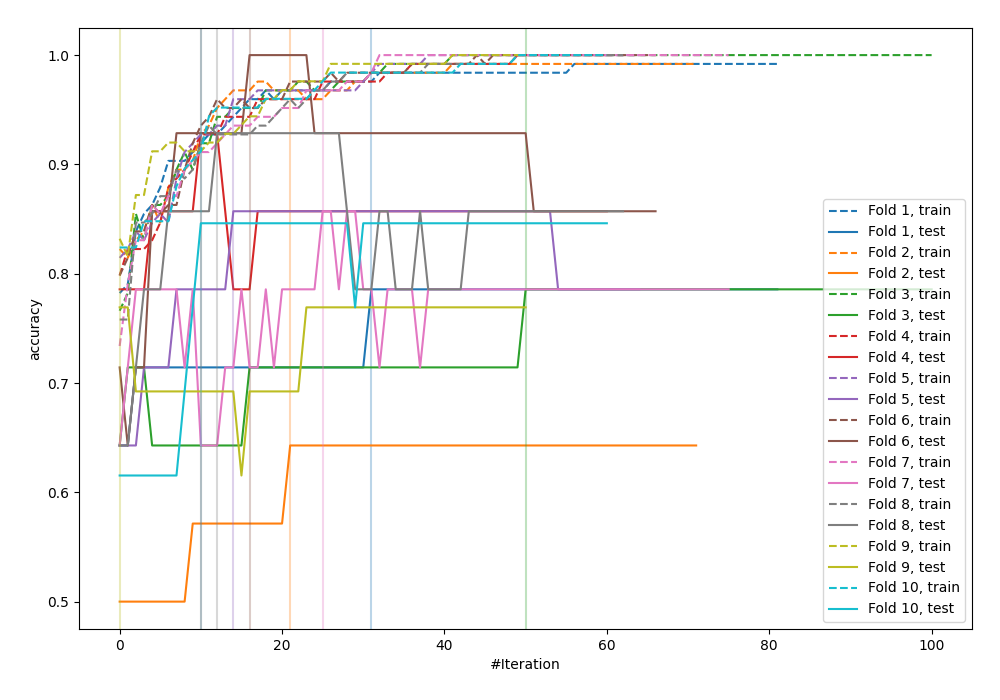 1.0
0.9
0.8
0.7
0.6
0.5
accuracy
0
20
40
60
80
100
#Iteration
Fold 1, train
Fold 1, test
Fold 2, train
Fold 2, test
Fold 3, train
Fold 3, test
Fold 4, train
Fold 4, test
Fold 5, train
Fold 5, test
Fold 6, train
Fold 6, test
Fold 7, train
Fold 7, test
Fold 8, train
Fold 8, test
Fold 9, train
Fold 9, test
Fold 10, train
Fold 10, test